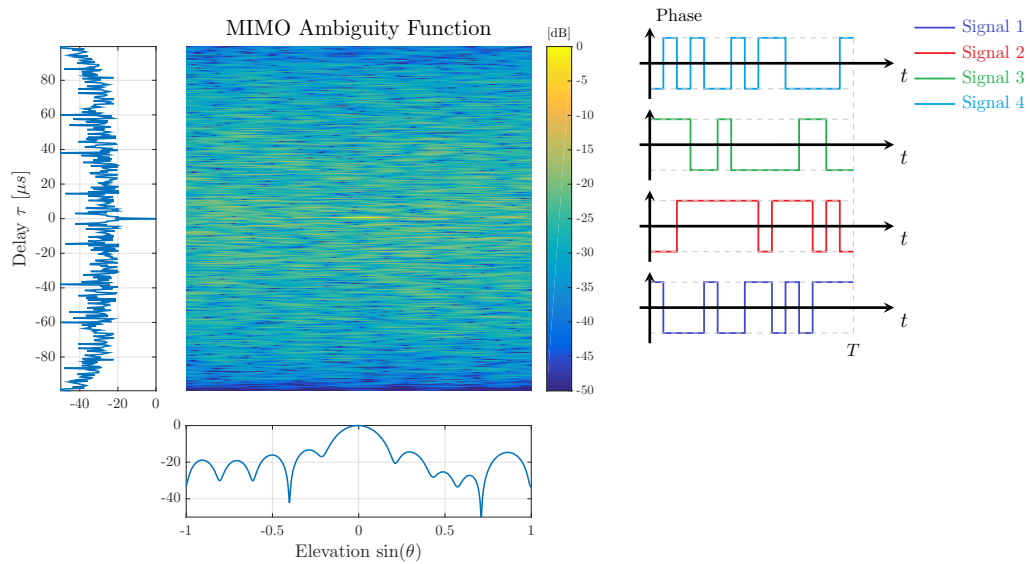 MIMO Ambiguity Function
[dB]
Delay τ [μs]
80
60
40
20
0
-20
-40
-60
-80
-40
-20
0
0
-5
-10
-15
-20
-25
-30
-35
-40
-45
-50
0
-20
-40
-1
-0.5
0
0.5
1
Elevation sin(θ)
Phase
t
t
t
t
T
Signal 1
Signal 2
Signal 3
Signal 4